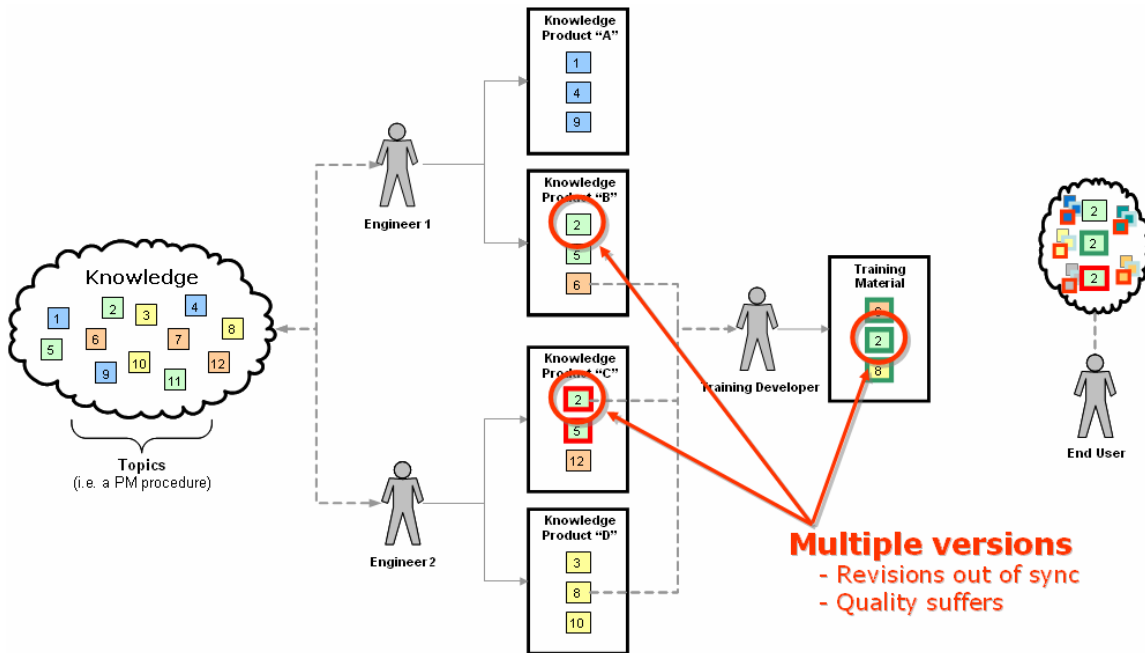 Knowledge
Product "A"
1
4
9
Engineer 1
Knowledge
Product "B"
2
5
6
Knowledge
1
2
3
4
5
6
7
8
9
10
11
12
Topics
(i.e. a PM procedure)
Engineer 2
Knowledge
Product "C"
2
5
12
Knowledge
Product "D"
3
8
10
Training Developer
Training
Material
2
8
2
2
2
End User
Multiple versions
- Revisions out of sync
- Quality suffers